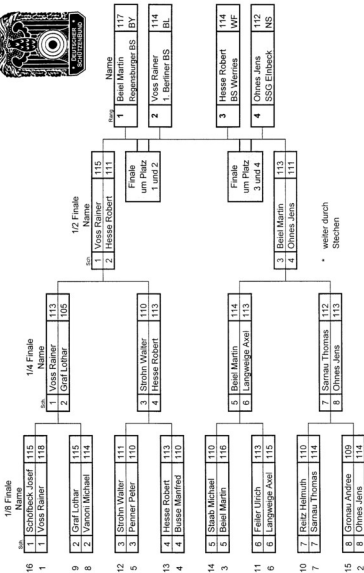 DEUTSCHER
SCHÜTZENBUND
1/8 Finale
Sch. Name
16 1 Schöfbeck Josef 115
1 1 Voss Rainer 118
9 2 Graf Lothar 115
8 2 Vanoni Michael 114
12 3 Strohn Walter 111
5 3 Penner Peter 110
13 4 Hesse Robert 113
4 4 Busse Manfred 110
14 5 Staab Michael 110
3 5 Beiel Martin 116
11 6 Feiler Ulrich 113
6 6 Langweige Axel 115
10 7 Reitz Helmuth 110
7 7 Sarnau Thomas 114
15 8 Gronau Andree 109
2 8 Ohnes Jens 114
1/4 Finale
Sch. Name
1 Voss Rainer 113
2 Graf Lothar 105
3 Strohn Walter 110
4 Hesse Robert 113
5 Beiel Martin 114
6 Langweige Axel 113
7 Sarnau Thomas 112
8 Ohnes Jens 113
1/2 Finale
Sch. Name
1 Voss Rainer 115
2 Hesse Robert 111
3 Beiel Martin 113
4 Ohnes Jens 111
* weiter durch
Stechen
Finale
um Platz
1 und 2
Finale
um Platz
3 und 4
Rang Name
1 Beiel Martin 117
Regensburger BS BY
2 Voss Rainer 114
1. Berliner BS BL
3 Hesse Robert 114
BS Werries WF
4 Ohnes Jens 112
SSG EInbeck NS